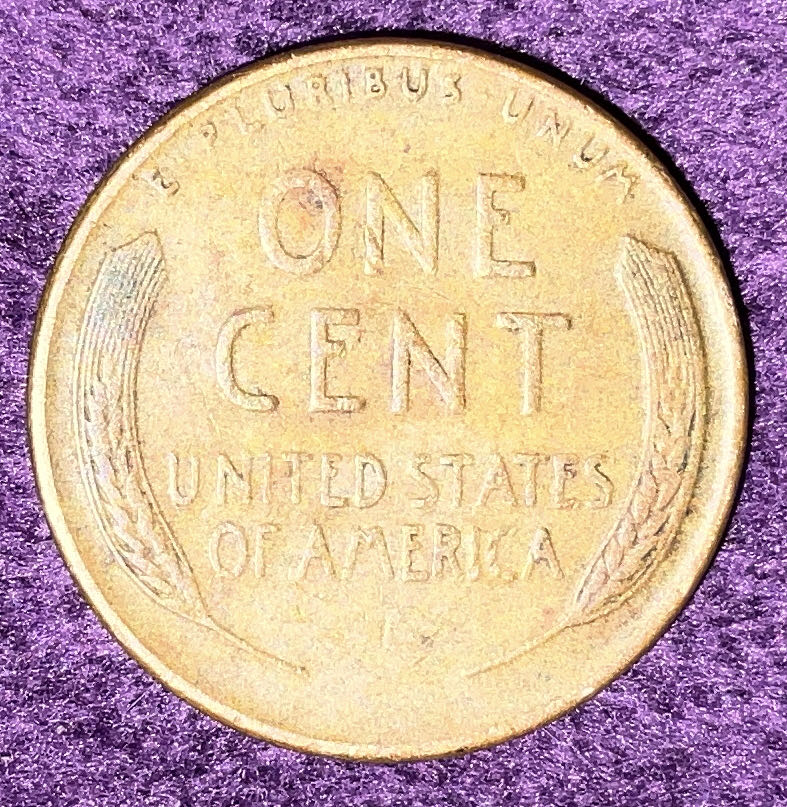 E PLURIBUS UNUM
ONE
CENT
UNITED STATES
OF AMERICA